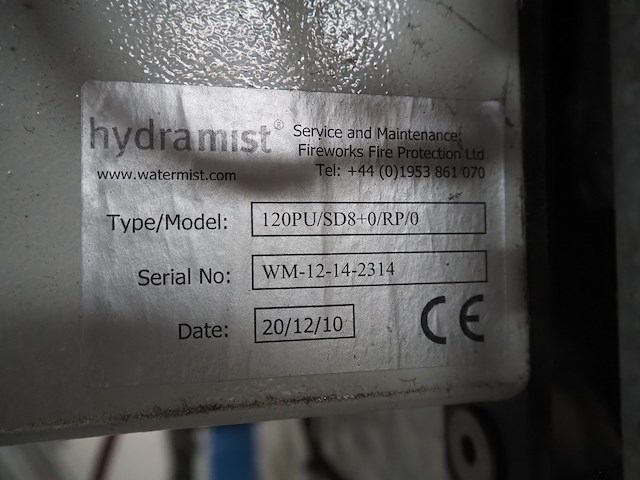 hydramist® Service and Maintenance:
Fireworks Fire Protection Ltd
www.watermist.com Tel: +44 (0)1953 861 070
Type/Model: 120PU/SD8+0/RP/0
Serial No: WM-12-14-2314
Date: 20/12/10 CE